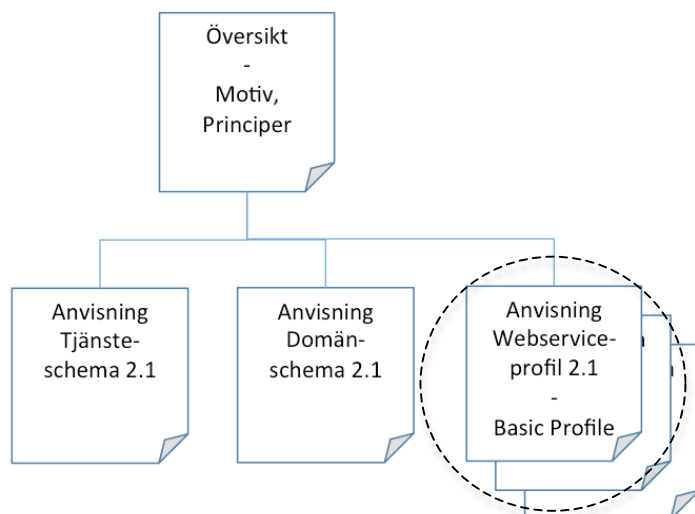 Översikt
-
Motiv,
Principer
Anvisning
Tjänste-
schema 2.1
Anvisning
Domän-
schema 2.1
Anvisning
Webservice-
profil 2.1
-
Basic Profile